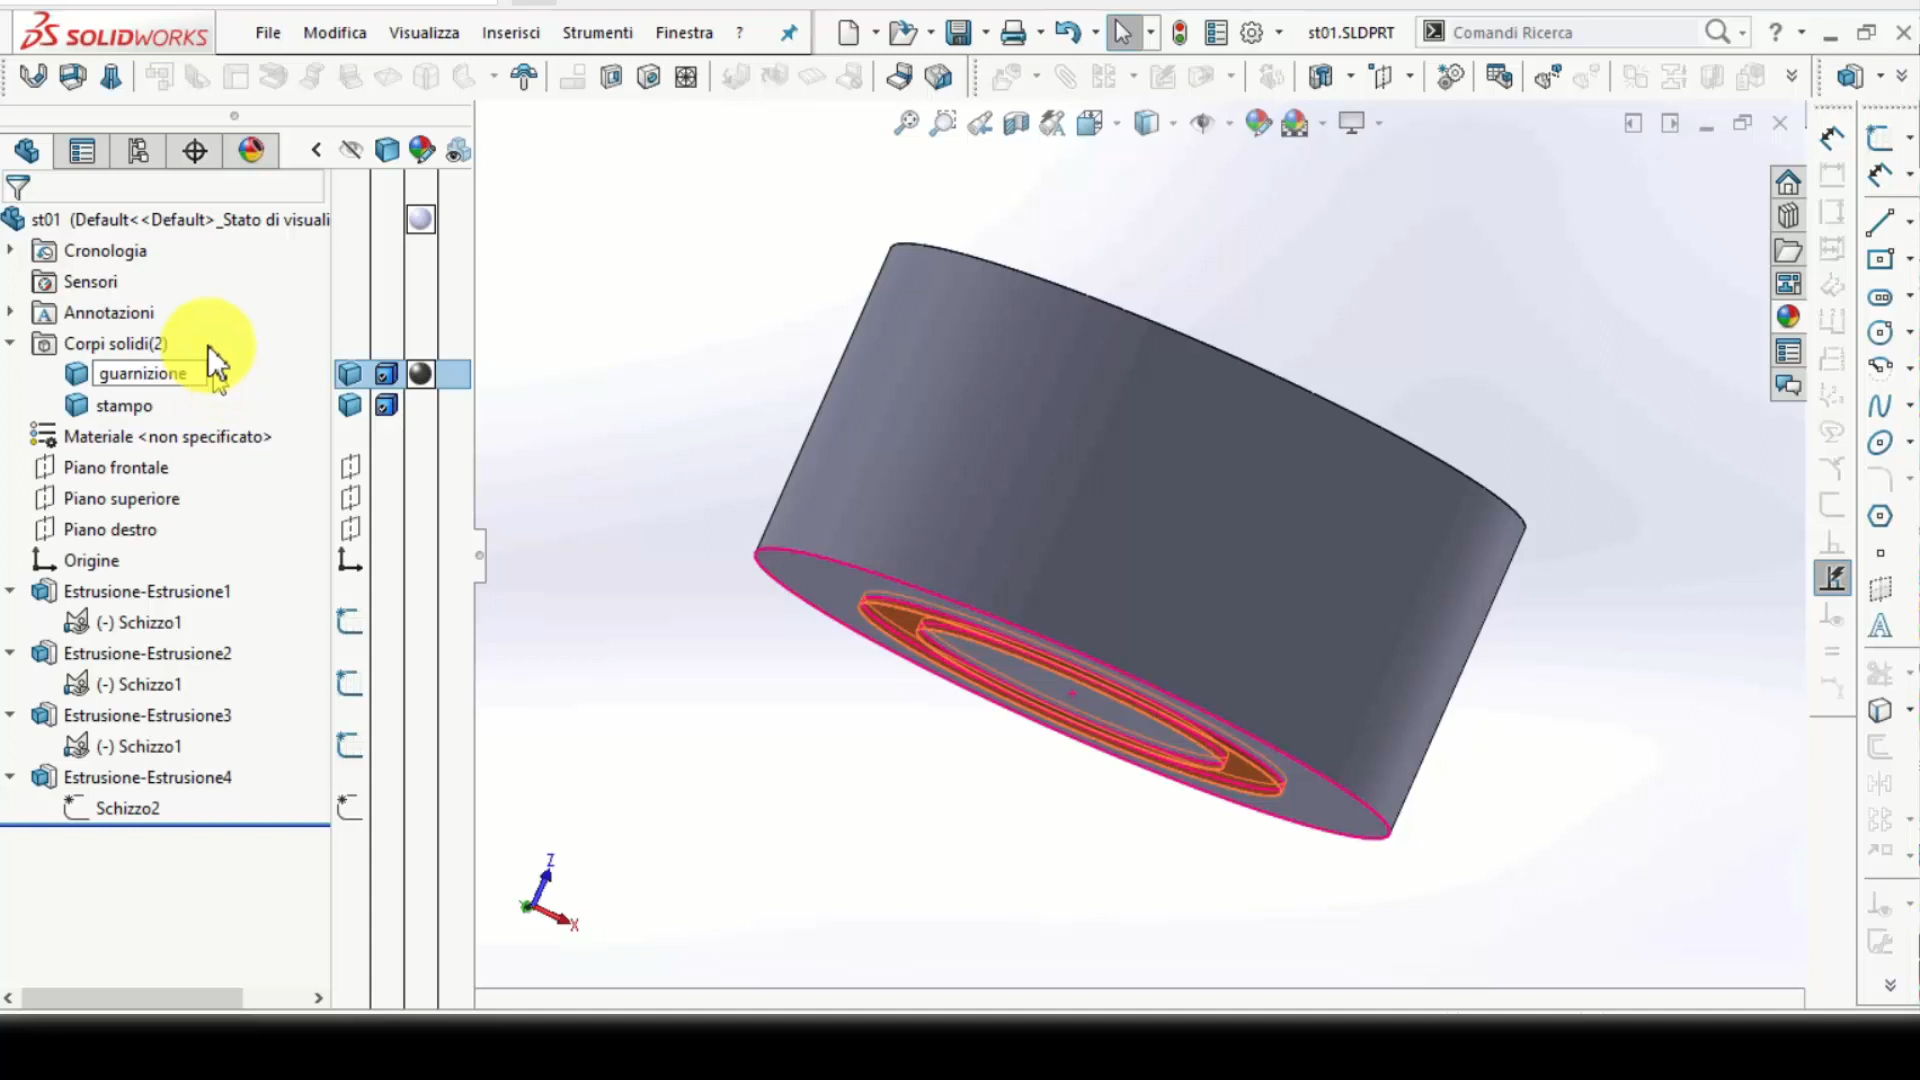 SOLIDWORKS
File Modifica Visualizza Inserisci Strumenti Finestra ?
st01.SLDPRT
Comandi Ricerca
?
st01 (Default<<Default>_Stato di visuali
Cronologia
Sensori
Annotazioni
Corpi solidi(2)
guarnizione
stampo
Materiale <non specificato>
Piano frontale
Piano superiore
Piano destro
Origine
Estrusione-Estrusione1
(-) Schizzo1
Estrusione-Estrusione2
(-) Schizzo1
Estrusione-Estrusione3
(-) Schizzo1
Estrusione-Estrusione4
Schizzo2
Z
X